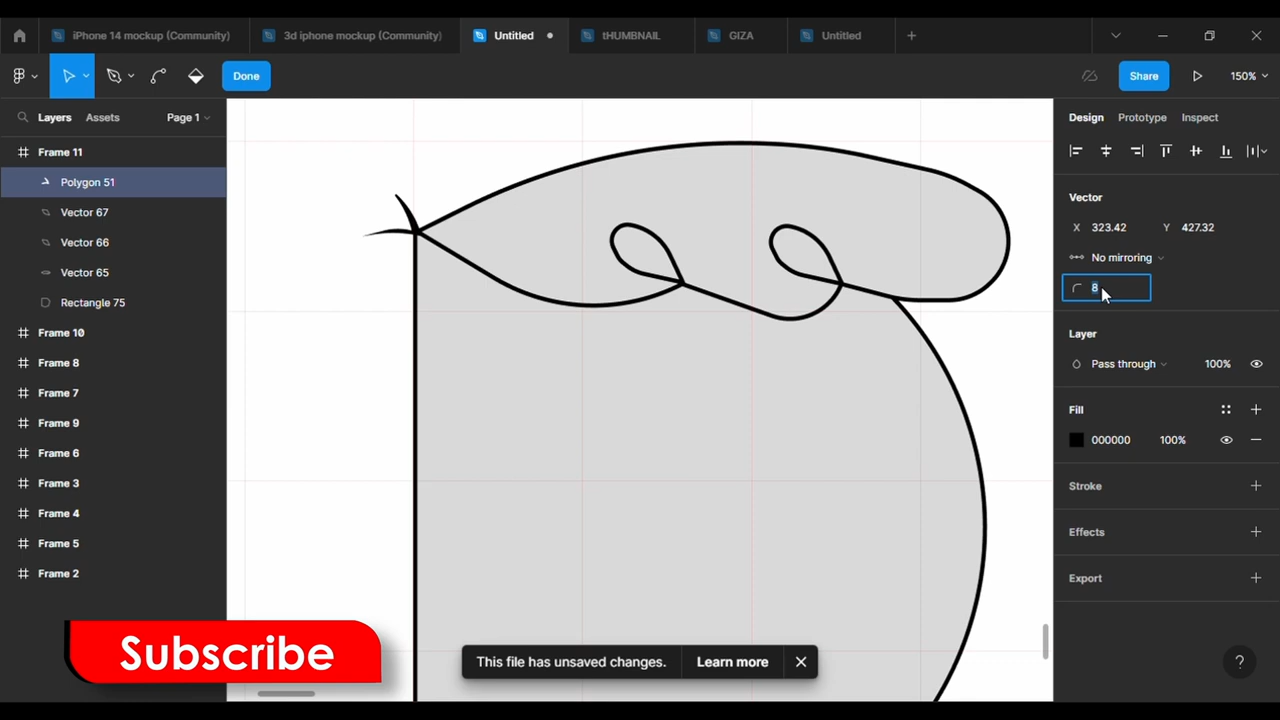 iPhone 14 mockup (Community)
3d iphone mockup (Community)
Untitled
tHUMBNAIL
GIZA
Untitled
Done
Share
150%
Layers
Assets
Page 1
Design
Prototype
Inspect
Frame 11
Polygon 51
Vector 67
Vector 66
Vector 65
Rectangle 75
Frame 10
Frame 8
Frame 7
Frame 9
Frame 6
Frame 3
Frame 4
Frame 5
Frame 2
Vector
X 323.42 Y 427.32
No mirroring
8
Layer
Pass through 100%
Fill
000000 100%
Stroke
Effects
Export
Subscribe
This file has unsaved changes. Learn more
?